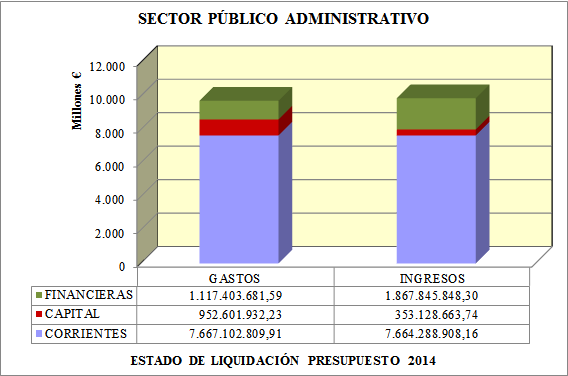 SECTOR PÚBLICO ADMINISTRATIVO
Millones €
12.000
10.000
8.000
6.000
4.000
2.000
0
GASTOS INGRESOS
FINANCIERAS 1.117.403.681,59 1.867.845.848,30
CAPITAL 952.601.932,23 353.128.663,74
CORRIENTES 7.667.102.809,91 7.664.288.908,16
ESTADO DE LIQUIDACIÓN PRESUPUESTO 2014